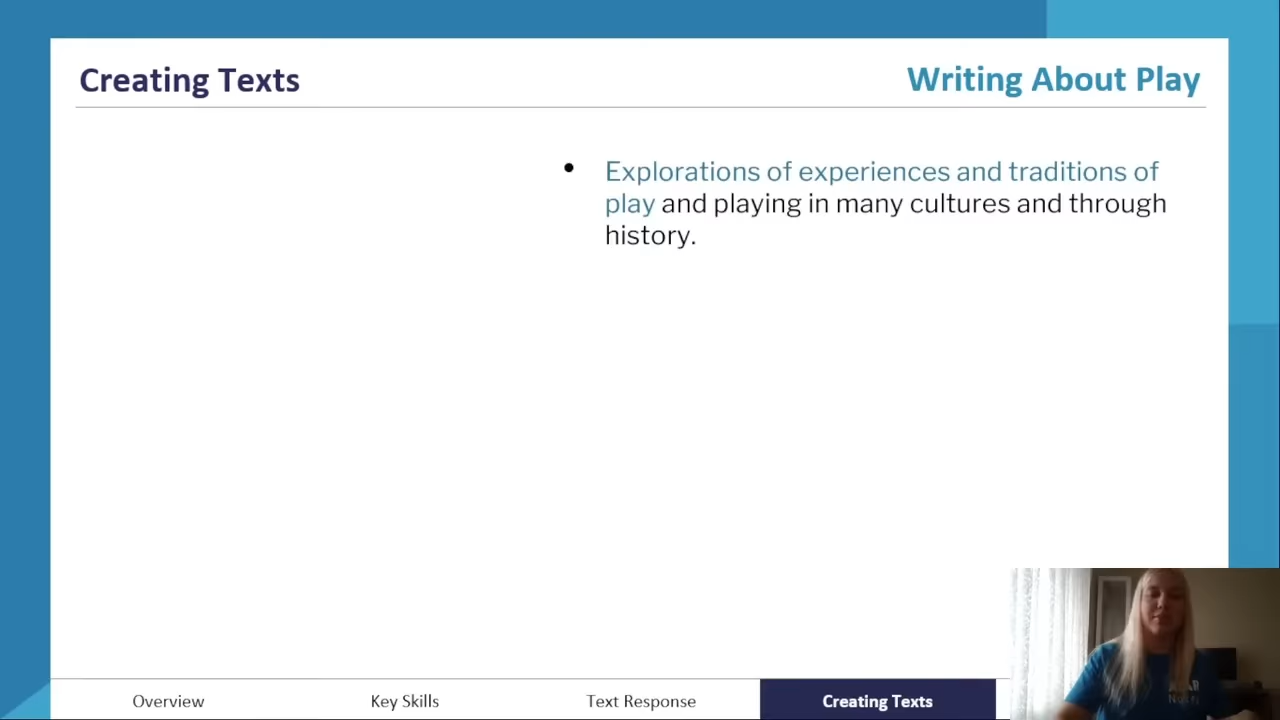 Creating Texts
Writing About Play
• Explorations of experiences and traditions of
play and playing in many cultures and through
history.
Overview
Key Skills
Text Response
Creating Texts